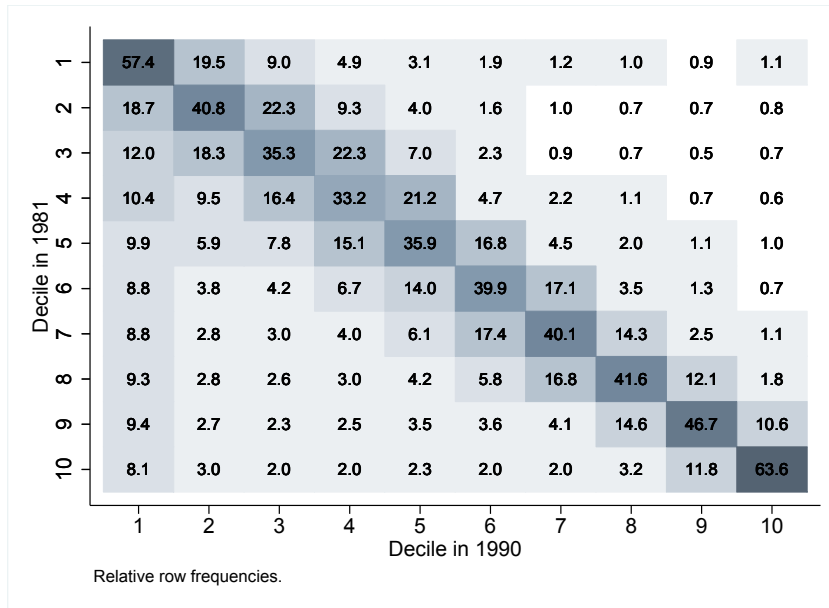 1 57.4 19.5 9.0 4.9 3.1 1.9 1.2 1.0 0.9 1.1
2 18.7 40.8 22.3 9.3 4.0 1.6 1.0 0.7 0.7 0.8
3 12.0 18.3 35.3 22.3 7.0 2.3 0.9 0.7 0.5 0.7
4 10.4 9.5 16.4 33.2 21.2 4.7 2.2 1.1 0.7 0.6
5 9.9 5.9 7.8 15.1 35.9 16.8 4.5 2.0 1.1 1.0
6 8.8 3.8 4.2 6.7 14.0 39.9 17.1 3.5 1.3 0.7
7 8.8 2.8 3.0 4.0 6.1 17.4 40.1 14.3 2.5 1.1
8 9.3 2.8 2.6 3.0 4.2 5.8 16.8 41.6 12.1 1.8
9 9.4 2.7 2.3 2.5 3.5 3.6 4.1 14.6 46.7 10.6
10 8.1 3.0 2.0 2.0 2.3 2.0 2.0 3.2 11.8 63.6
Decile in 1981
1 2 3 4 5 6 7 8 9 10
Decile in 1990
Relative row frequencies.